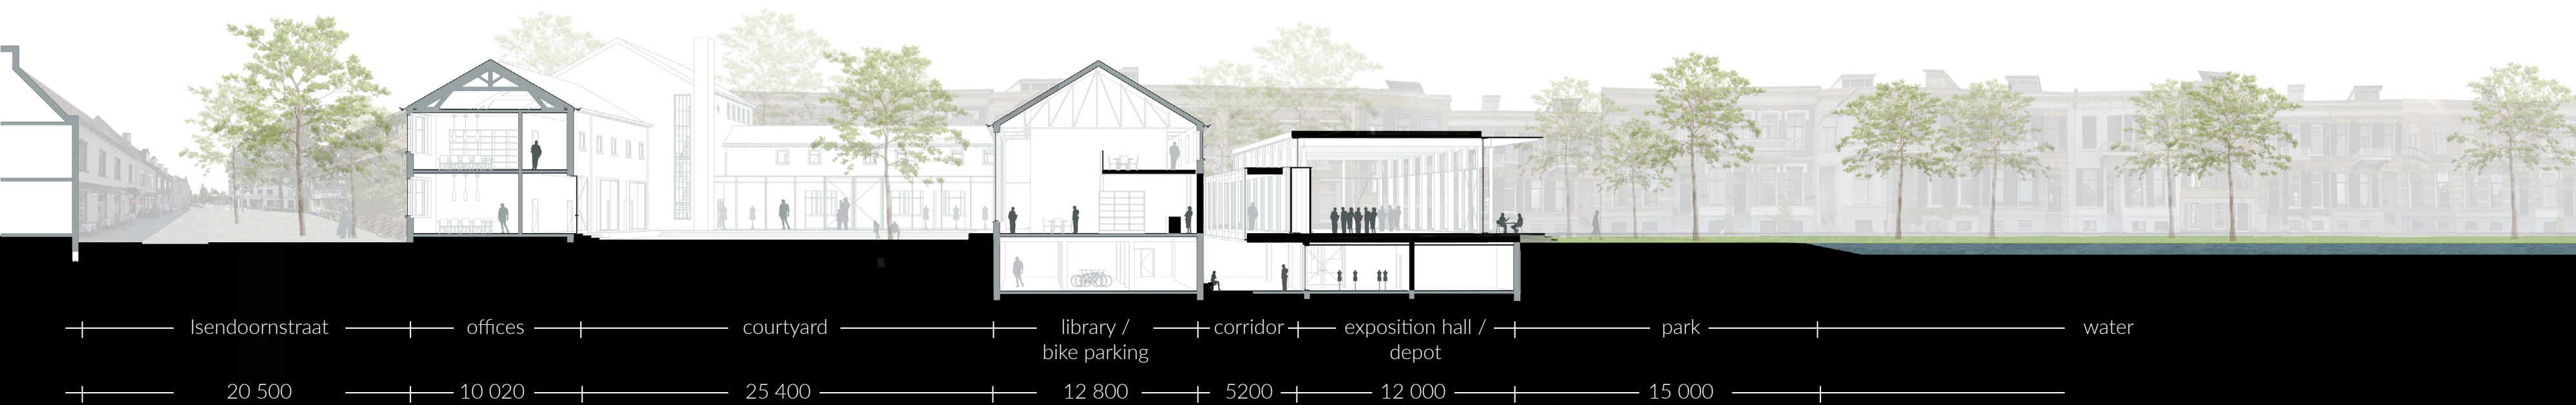 Isendoornstraat offices courtyard library / corridor exposition hall / park water
bike parking depot
20 500 10 020 25 400 12 800 5200 12 000 15 000